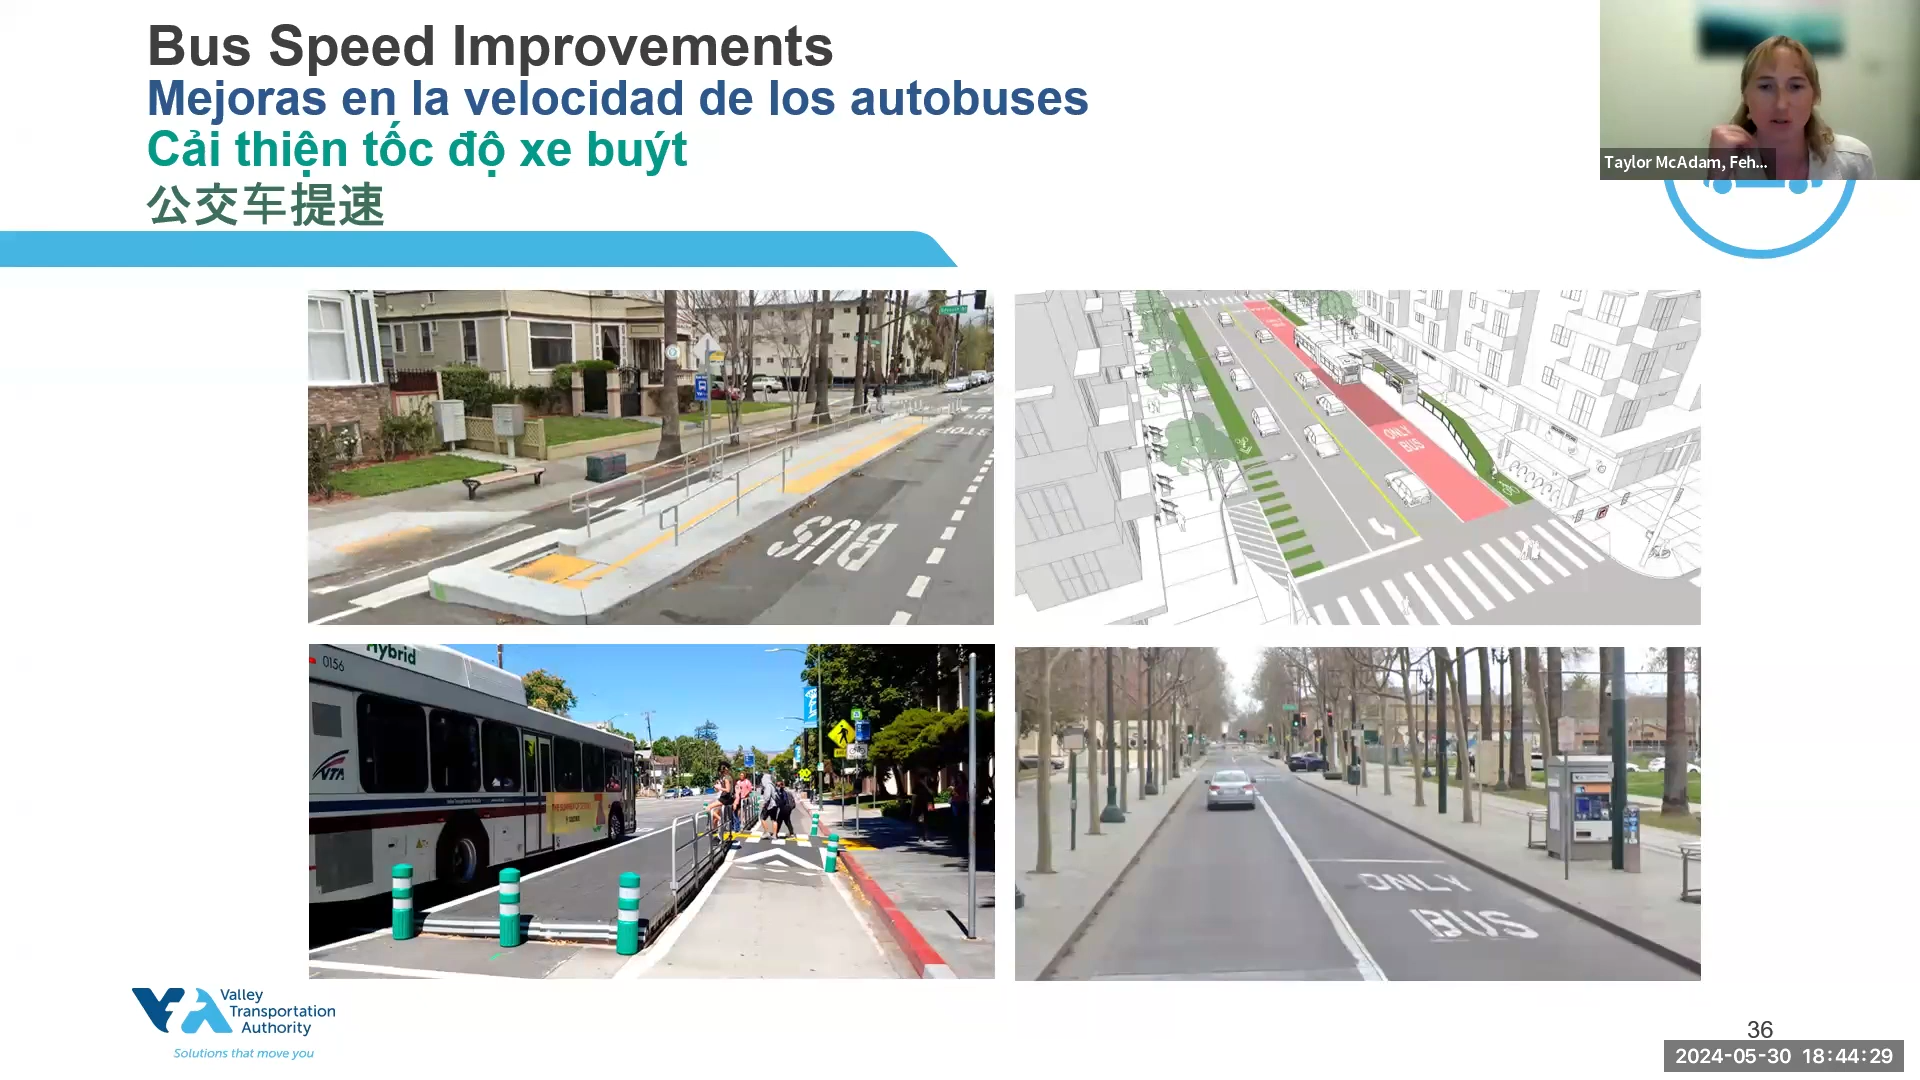 Bus Speed Improvements
Mejoras en la velocidad de los autobuses
Cải thiện tốc độ xe buýt
公交车提速
Taylor McAdam, Feh...
BUS
STOP
ONLY
BUS
Hybrid
0156
VTA
ONLY
BUS
Valley
Transportation
Authority
Solutions that move you
36
2024-05-30 18:44:29